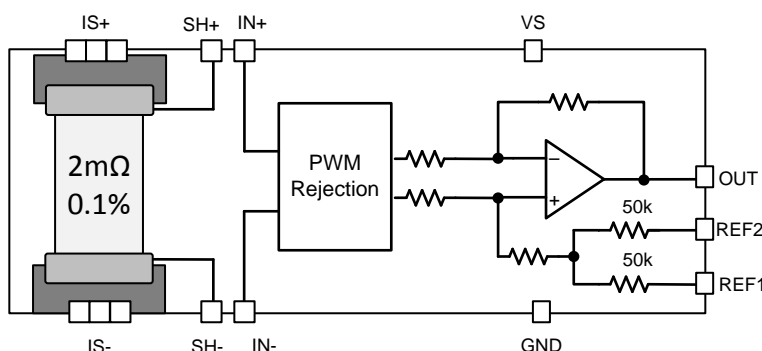 IS+
SH+
IN+
VS
2mΩ
0.1%
PWM
Rejection
−
+
OUT
50k
REF2
50k
REF1
IS-
SH-
IN-
GND